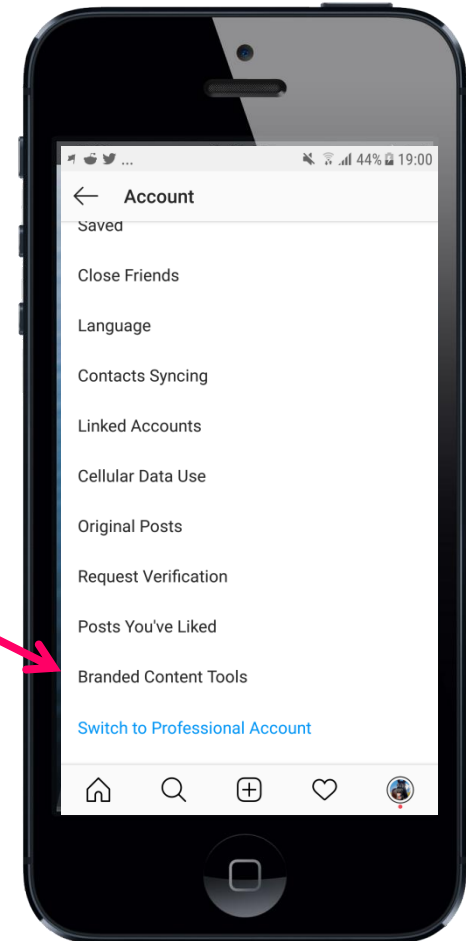 ... 44% 19:00
Account
Saved
Close Friends
Language
Contacts Syncing
Linked Accounts
Cellular Data Use
Original Posts
Request Verification
Posts You've Liked
Branded Content Tools
Switch to Professional Account